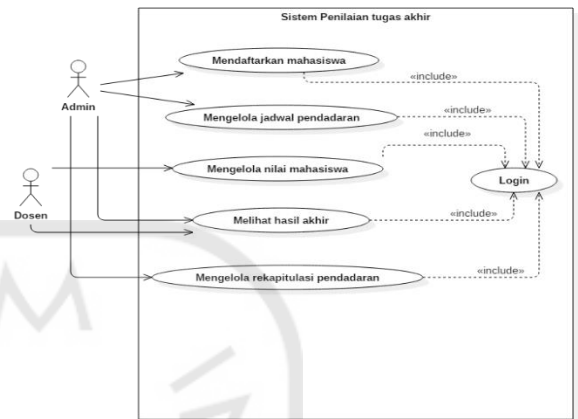 Sistem Penilaian tugas akhir
Mendaftarkan mahasiswa
«include»
Admin
Mengelola jadwal pendadaran
«include»
«include»
Mengelola nilai mahasiswa
Login
Dosen
Melihat hasil akhir
«include»
Mengelola rekapitulasi pendadaran
«include»